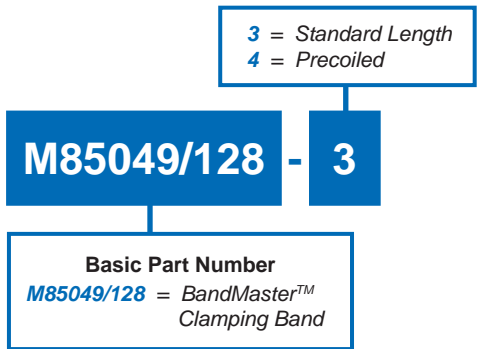 3 = Standard Length
4 = Precoiled
M85049/128 - 3
Basic Part Number
M85049/128 = BandMaster™
Clamping Band